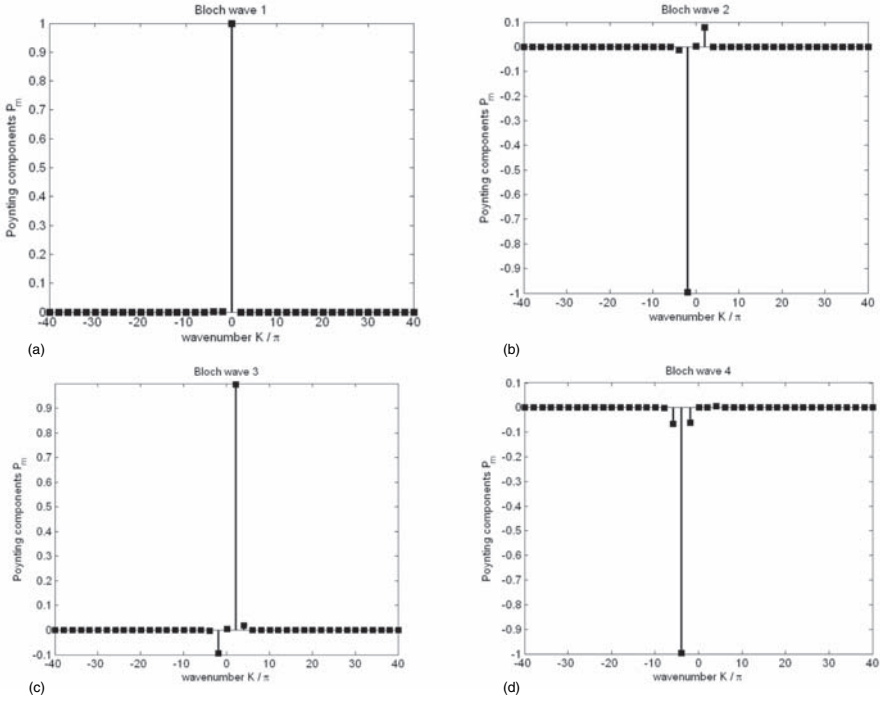 Bloch wave 1
1
0.9
0.8
0.7
0.6
0.5
0.4
0.3
0.2
0.1
0
Poynting components P_m
-40 -30 -20 -10 0 10 20 30 40
wavenumber K / π
(a)
Bloch wave 2
0.1
0
-0.1
-0.2
-0.3
-0.4
-0.5
-0.6
-0.7
-0.8
-0.9
-1
Poynting components P_m
-40 -30 -20 -10 0 10 20 30 40
wavenumber K / π
(b)
Bloch wave 3
0.9
0.8
0.7
0.6
0.5
0.4
0.3
0.2
0.1
0
-0.1
Poynting components P_m
-40 -30 -20 -10 0 10 20 30 40
wavenumber K / π
(c)
Bloch wave 4
0.1
0
-0.1
-0.2
-0.3
-0.4
-0.5
-0.6
-0.7
-0.8
-0.9
-1
Poynting components P_m
-40 -30 -20 -10 0 10 20 30 40
wavenumber K / π
(d)